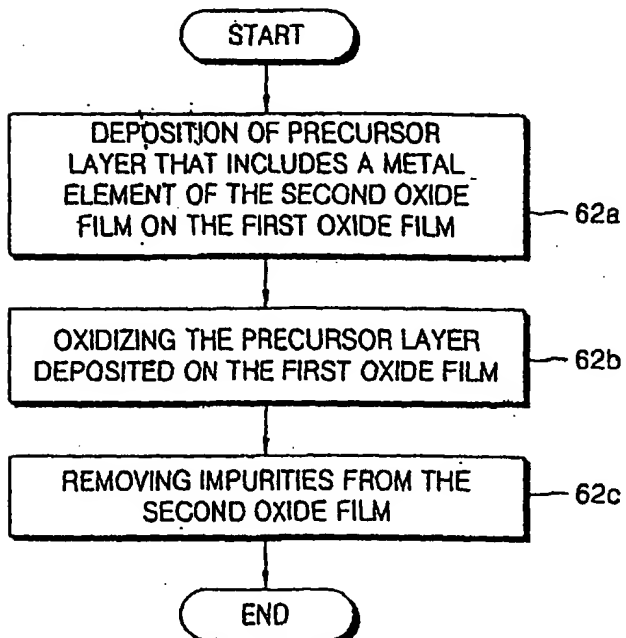 START
DEPOSITION OF PRECURSOR
LAYER THAT INCLUDES A METAL
ELEMENT OF THE SECOND OXIDE
FILM ON THE FIRST OXIDE FILM
62a
OXIDIZING THE PRECURSOR LAYER
DEPOSITED ON THE FIRST OXIDE FILM
62b
REMOVING IMPURITIES FROM THE
SECOND OXIDE FILM
62c
END